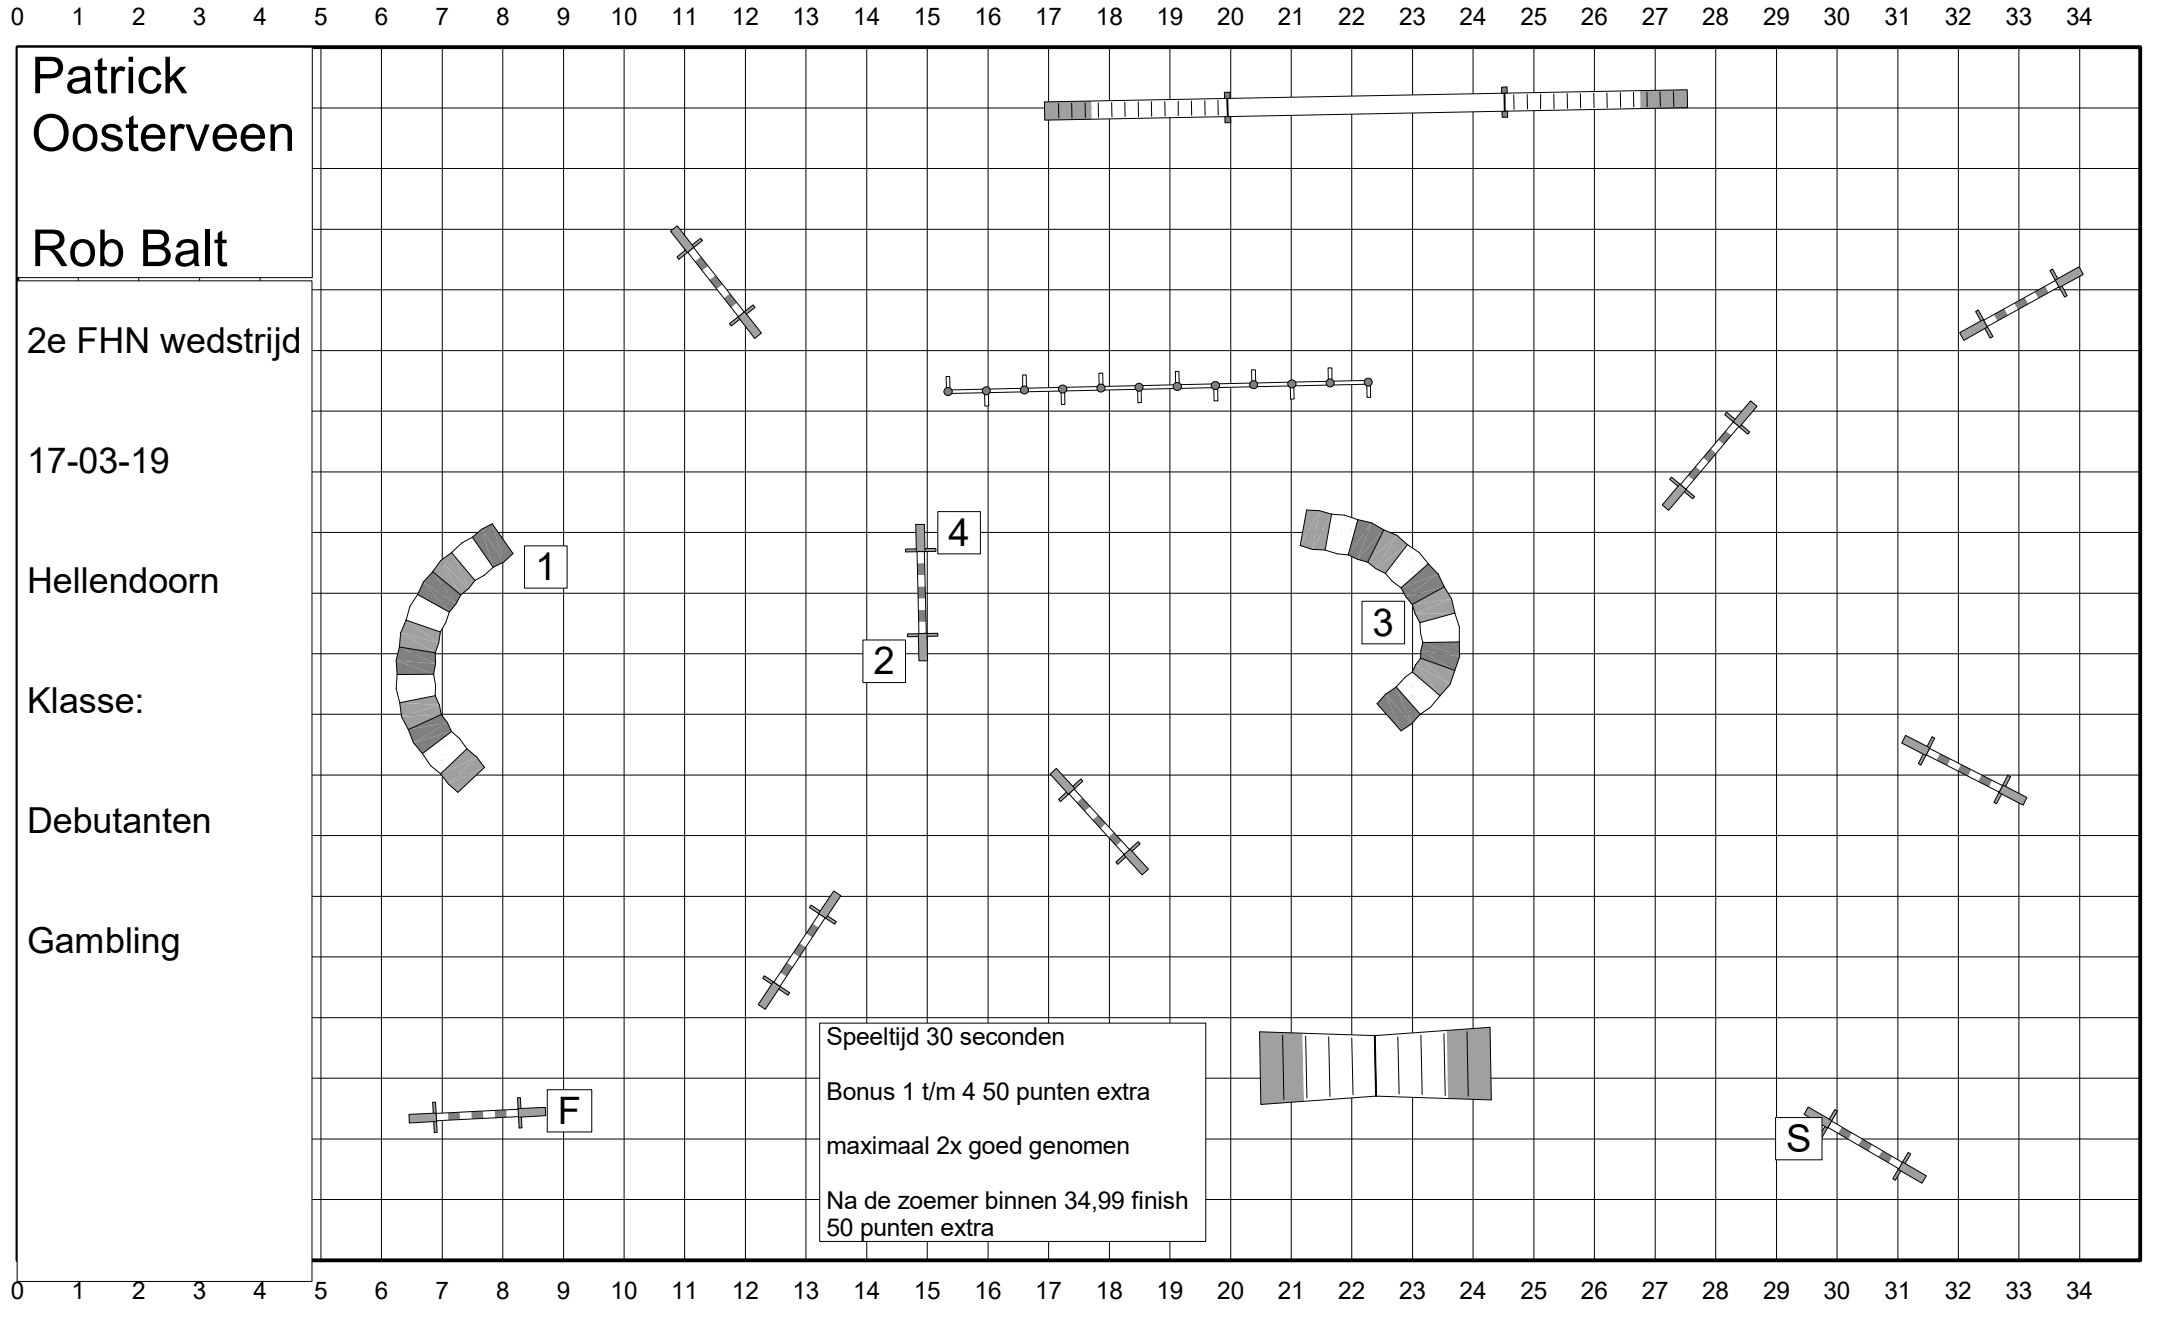 0 1 2 3 4 5 6 7 8 9 10 11 12 13 14 15 16 17 18 19 20 21 22 23 24 25 26 27 28 29 30 31 32 33 34
Patrick
Oosterveen
Rob Balt
2e FHN wedstrijd
17-03-19
Hellendoorn
Klasse:
Debutanten
Gambling
1
4
2
3
F
S
Speeltijd 30 seconden
Bonus 1 t/m 4 50 punten extra
maximaal 2x goed genomen
Na de zoemer binnen 34,99 finish
50 punten extra
0 1 2 3 4 5 6 7 8 9 10 11 12 13 14 15 16 17 18 19 20 21 22 23 24 25 26 27 28 29 30 31 32 33 34